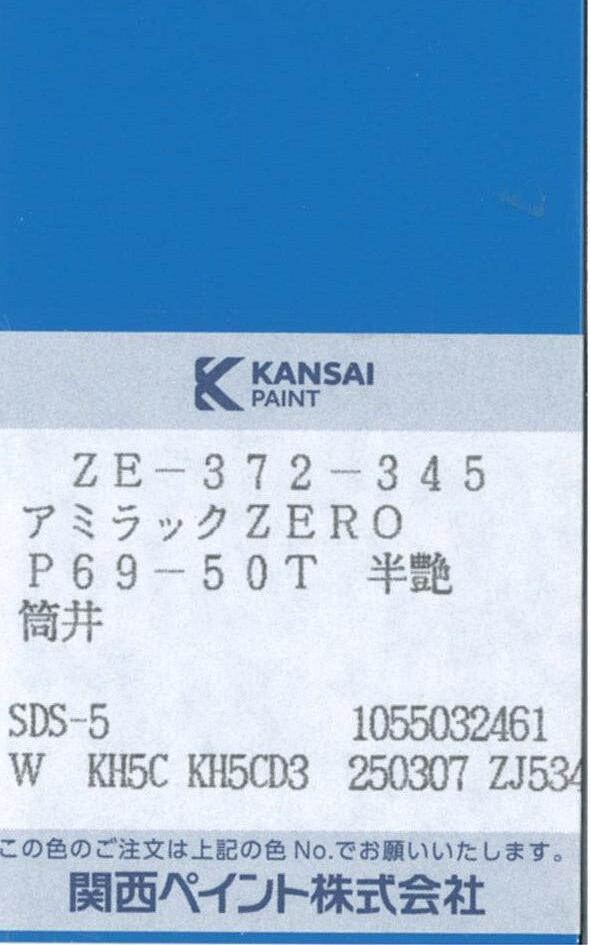 KANSAI
PAINT
ZE-372-345
アミラックZERO
P69-50T 半艶
筒井
SDS-5 1055032461
W KH5C KH5CD3 250307 ZJ534
この色のご注文は上記の色No.でお願いいたします。
関西ペイント株式会社